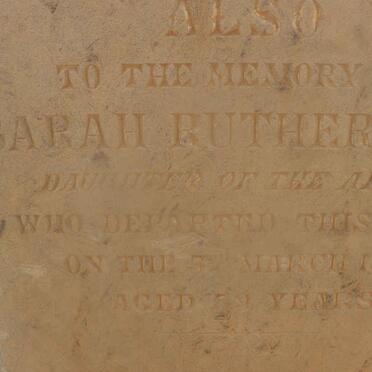 ALSO
TO THE MEMORY
SARAH RUTHER
DAUGHTER OF THE A
WHO DEPARTED THIS
ON THE MARCH
AGED YEARS